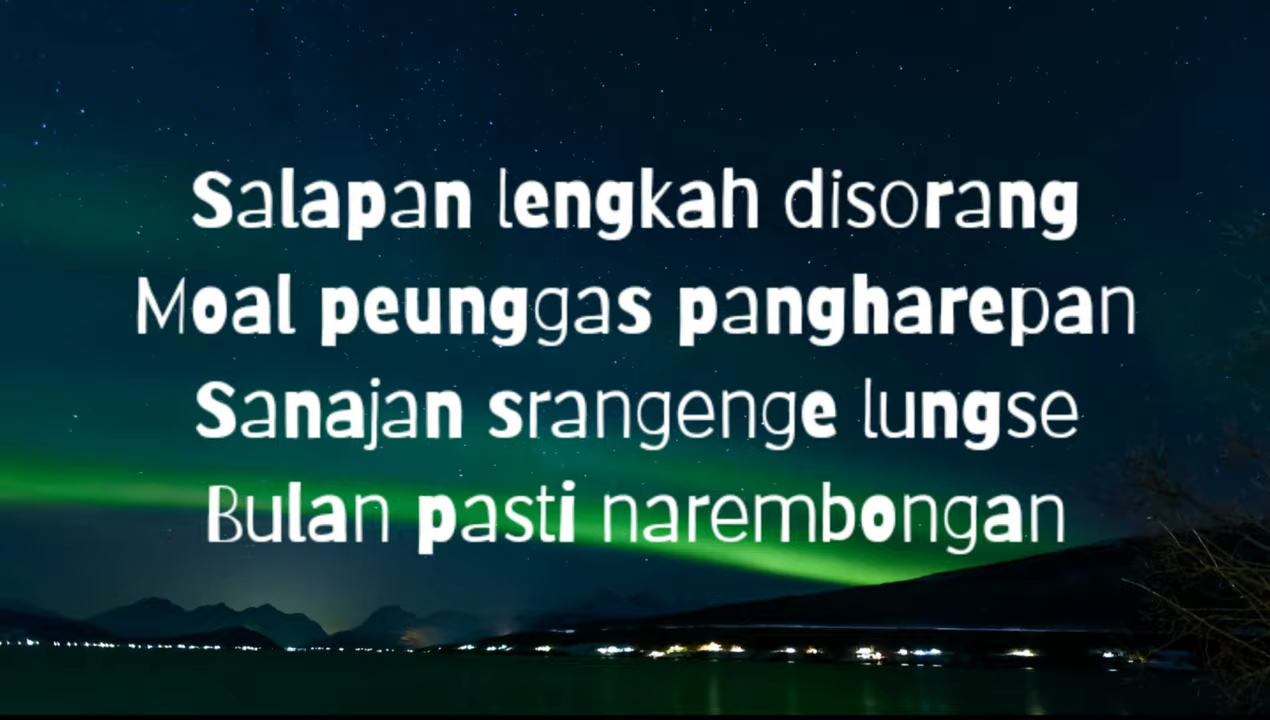 Salapan lengkah disorang
Moal peunggas pangharepan
Sanajan srangenge lungse
Bulan pasti narembongan